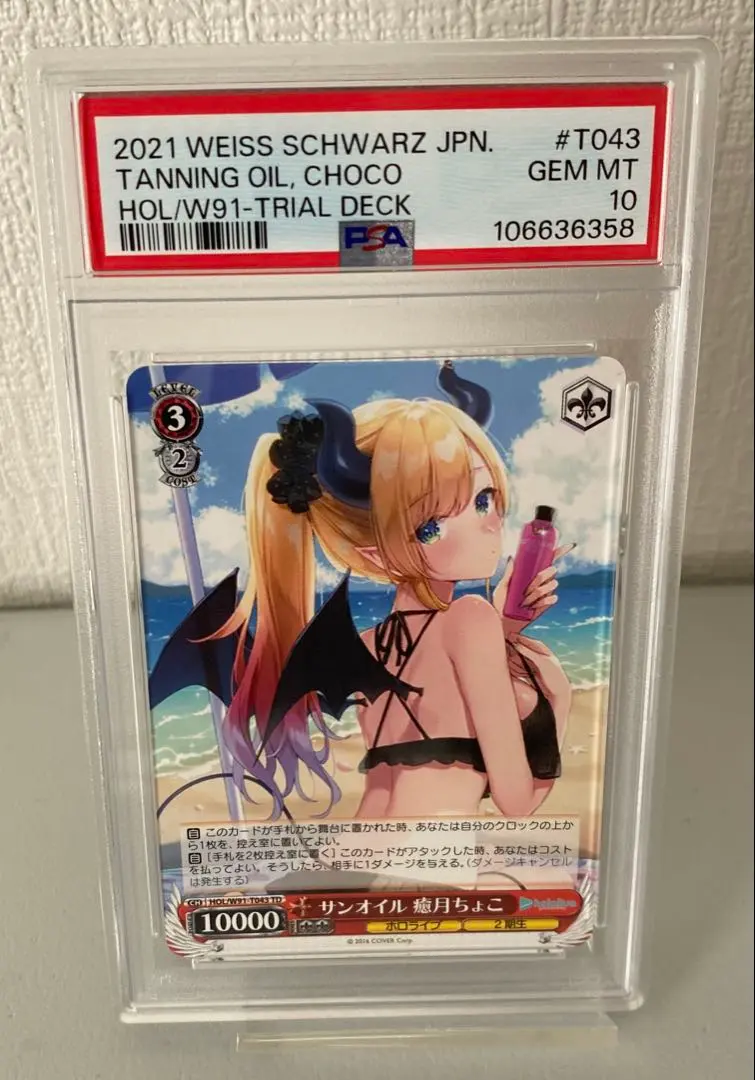 2021 WEISS SCHWARZ JPN. #T043
TANNING OIL, CHOCO GEM MT
HOL/W91-TRIAL DECK 10
PSA 106636358
LEVEL
3
2
COST
このカードが手札から舞台に置かれた時、あなたは自分のクロックの上か
ら1枚を、控え室に置いてよい。
[手札を2枚控え室に置く] このカードがアタックした時、あなたはコスト
を払ってよい。そうしたら、相手に1ダメージを与える。(ダメージキャンセル
は発生する)
CH HOL/W91-T043 TD
10000 サンオイル 癒月ちょこ hololive
ホロライブ 2期生
© 2016 COVER Corp.